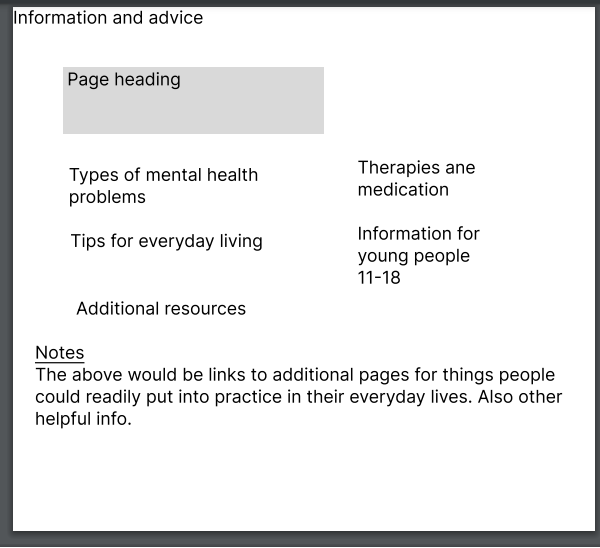 Information and advice
Page heading
Types of mental health
problems
Therapies ane
medication
Tips for everyday living
Information for
young people
11-18
Additional resources
Notes
The above would be links to additional pages for things people
could readily put into practice in their everyday lives. Also other
helpful info.